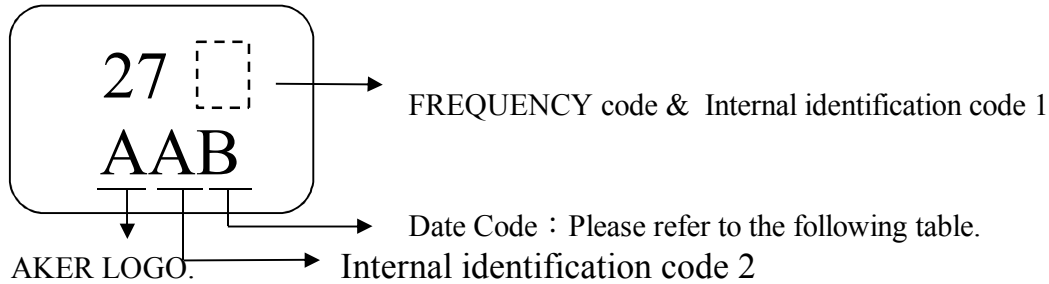 27
FREQUENCY code & Internal identification code 1
AAB
Date Code：Please refer to the following table.
AKER LOGO.
Internal identification code 2